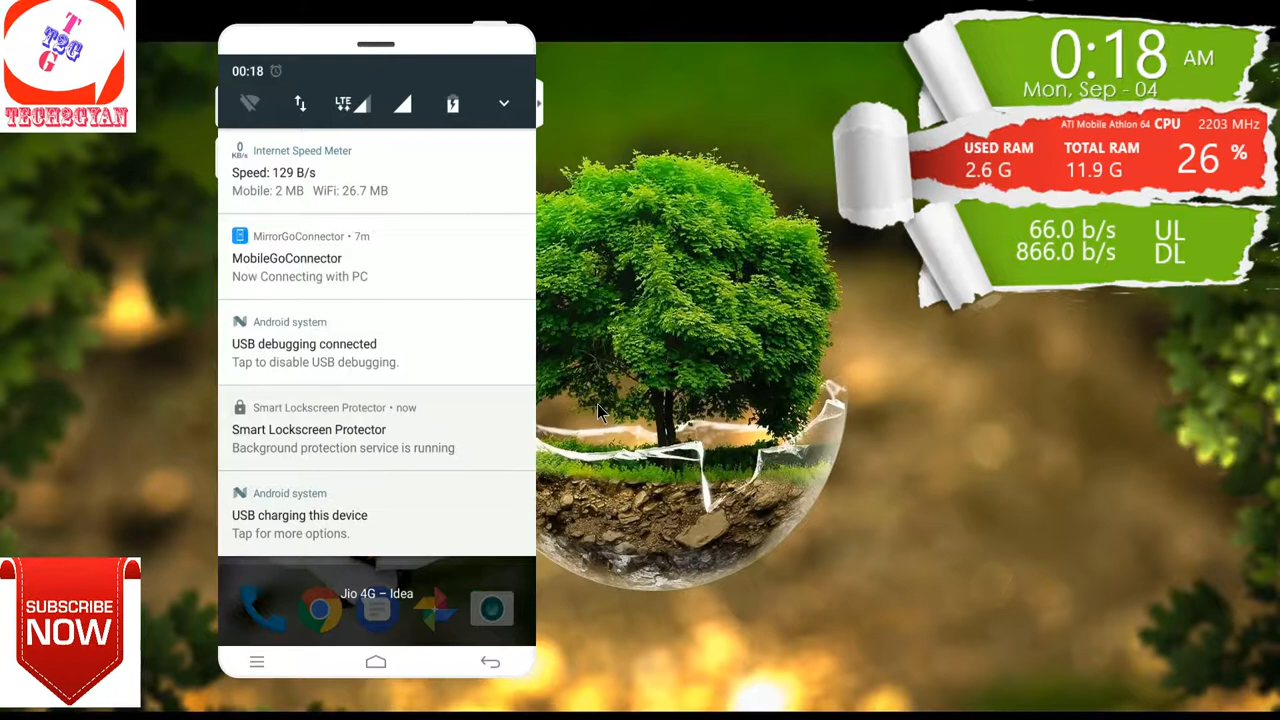 T
T2G
G
TECH2GYAN
00:18
LTE
0
KB/s
Internet Speed Meter
Speed: 129 B/s
Mobile: 2 MB WiFi: 26.7 MB
MirrorGoConnector • 7m
MobileGoConnector
Now Connecting with PC
Android system
USB debugging connected
Tap to disable USB debugging.
Smart Lockscreen Protector • now
Smart Lockscreen Protector
Background protection service is running
Android system
USB charging this device
Tap for more options.
Jio 4G – Idea
0:18 AM
Mon, Sep - 04
ATI Mobile Athlon 64 CPU 2203 MHz
USED RAM TOTAL RAM 26 %
2.6 G 11.9 G
66.0 b/s UL
866.0 b/s DL
SUBSCRIBE
NOW